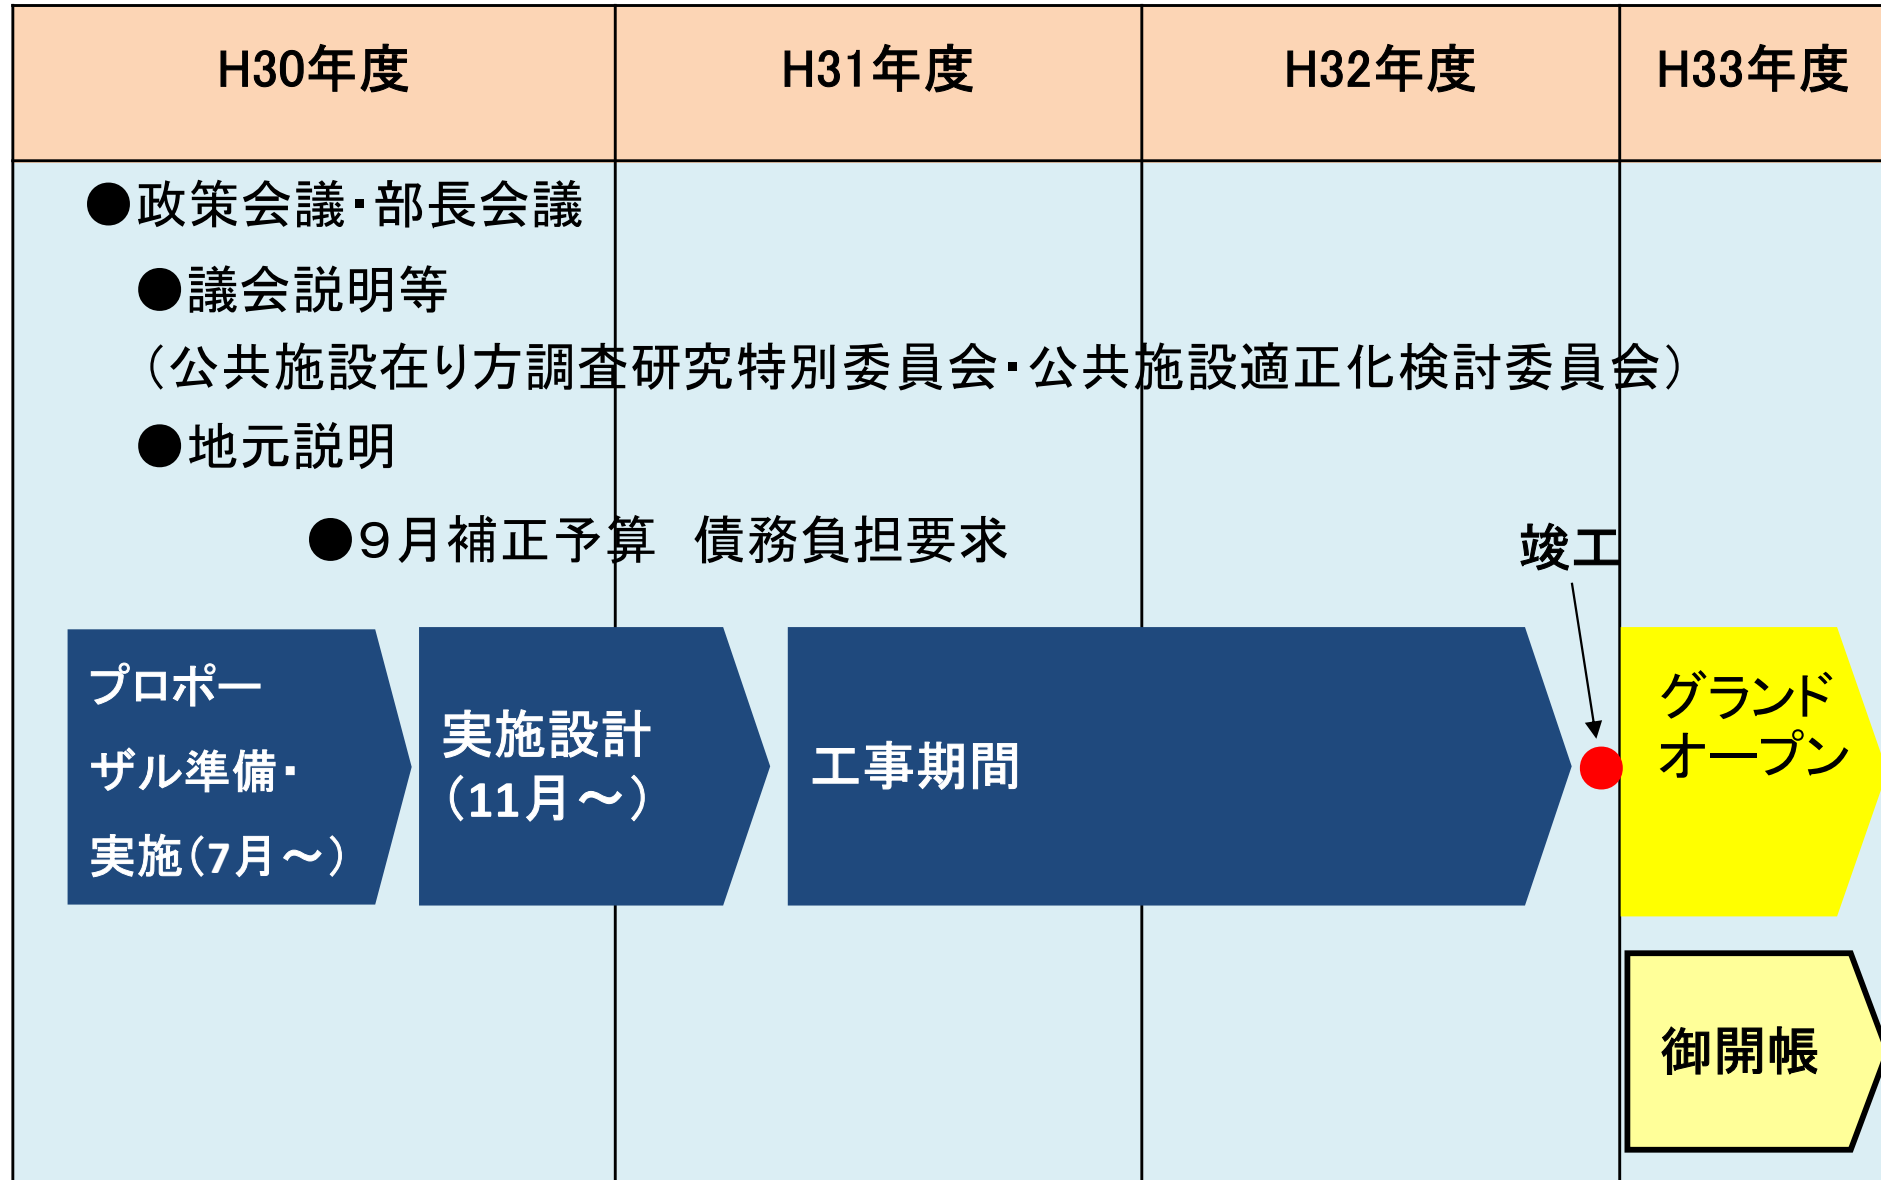 H30年度
H31年度
H32年度
H33年度
●政策会議・部長会議
●議会説明等
（公共施設在り方調査研究特別委員会・公共施設適正化検討委員会）
●地元説明
●９月補正予算　債務負担要求
竣工
プロポー
ザル準備・
実施（7月～）
実施設計
（11月～）
工事期間
グランド
オープン
御開帳